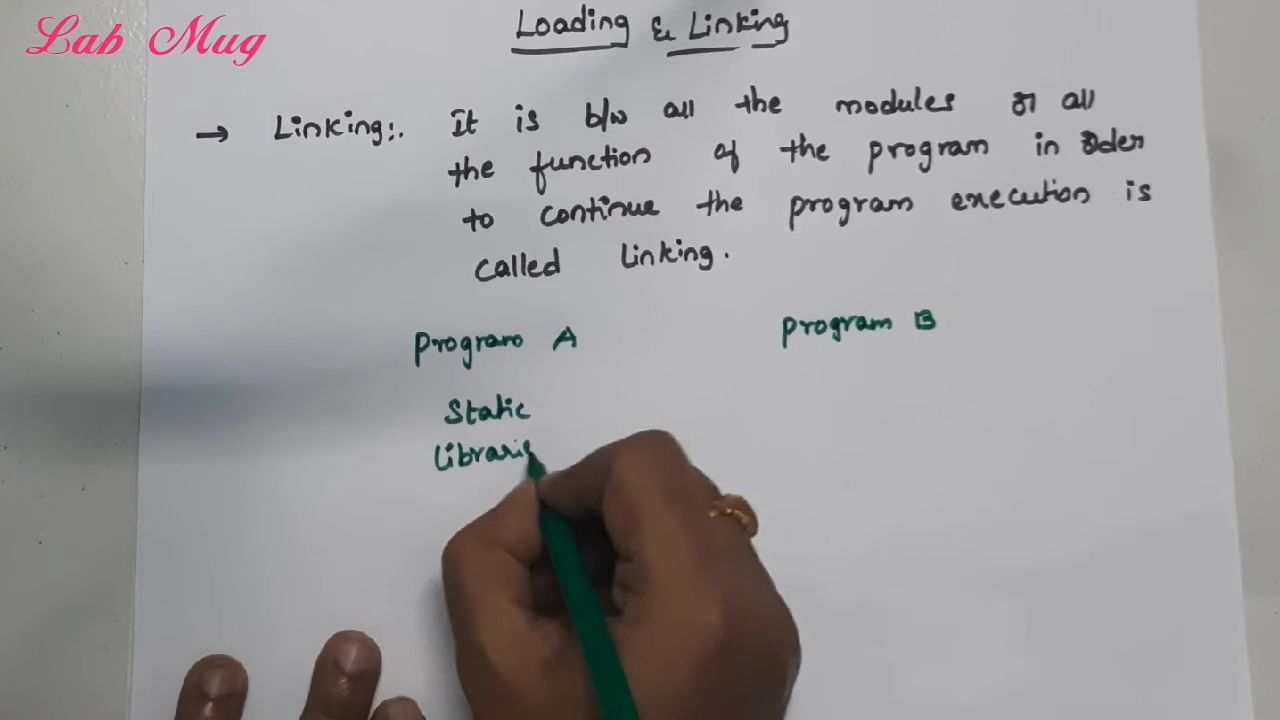 Lab Mug
Loading & Linking
→ Linking:. It is b/w all the modules or all
the function of the program in order
to continue the program execution is
called linking.
Program A
Program B
Static
Librarie